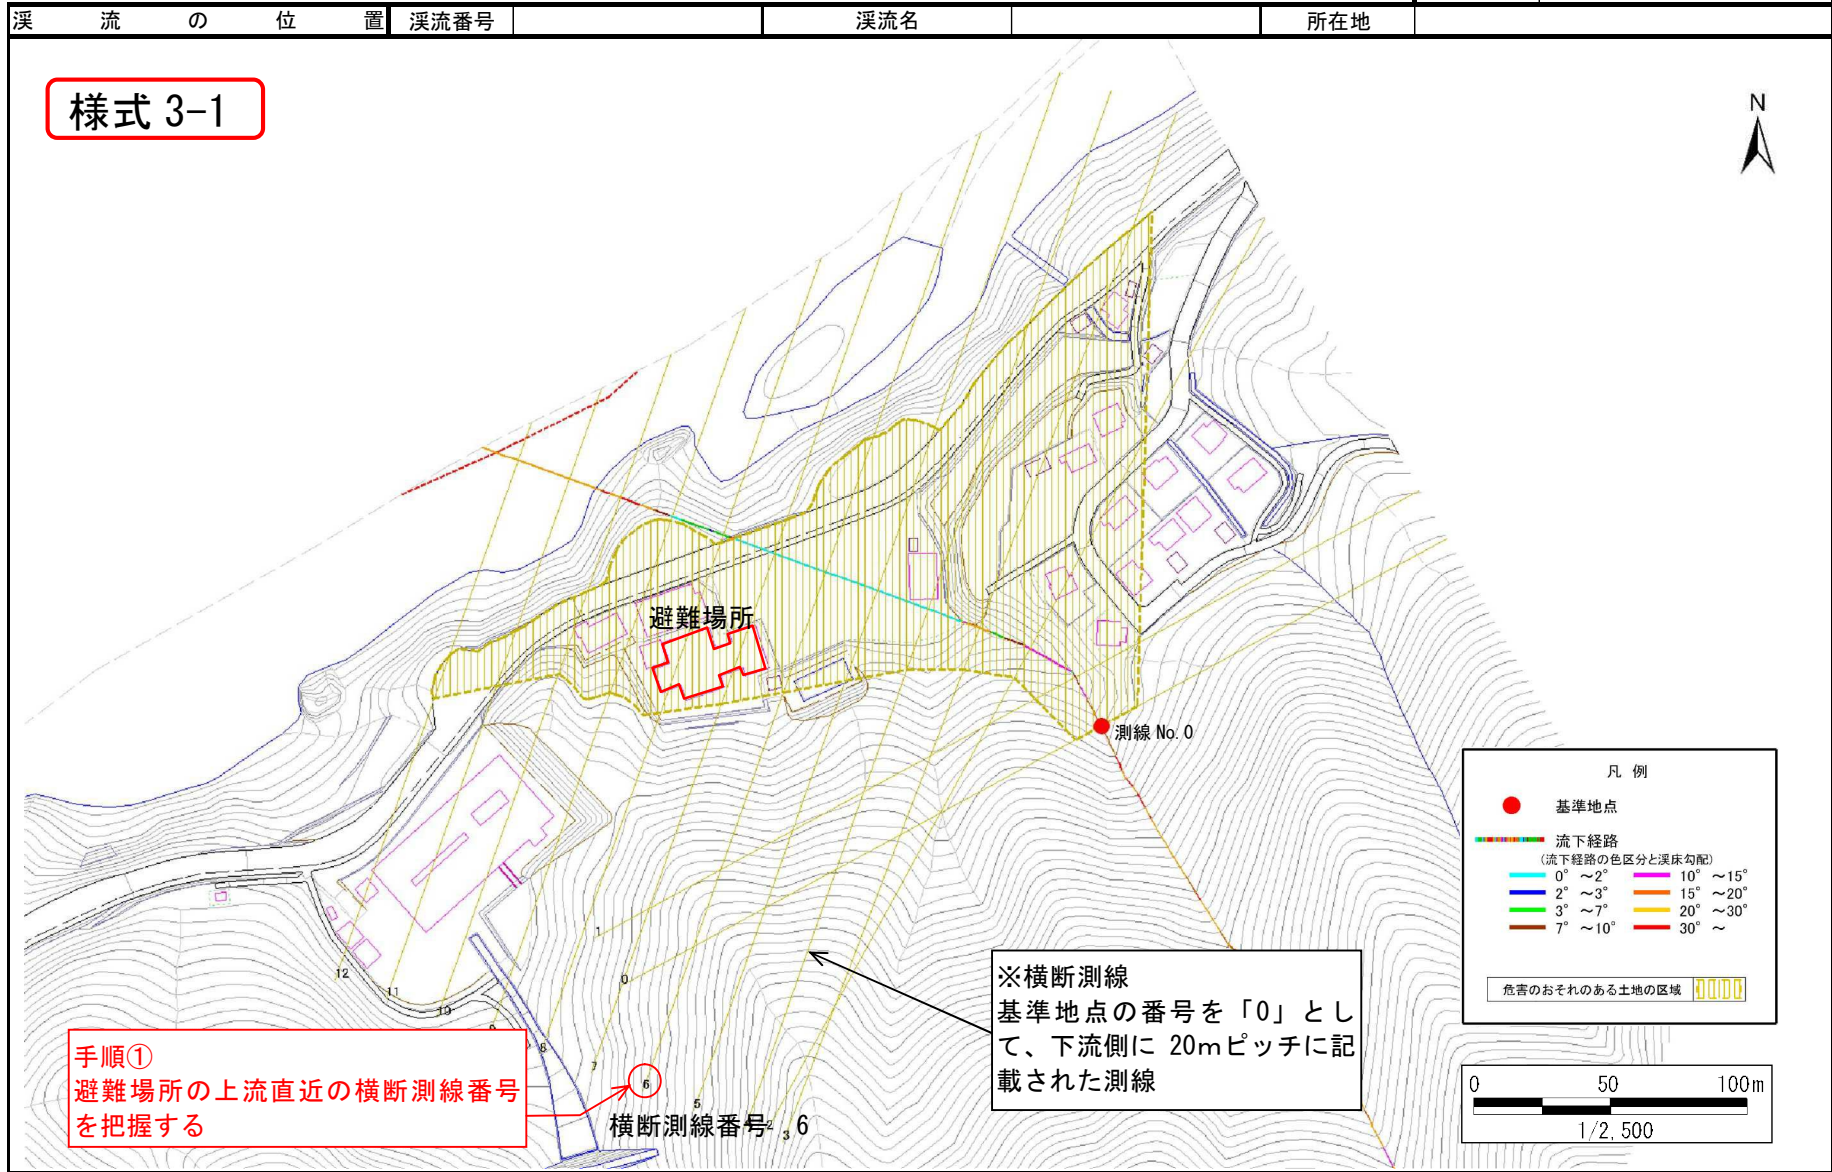 渓流の位置 渓流番号 渓流名 所在地
様式 3-1
N
避難場所
測線 No.0
凡 例
基準地点
流下経路
(流下経路の色区分と渓床勾配)
0° ～2° 10° ～15°
2° ～3° 15° ～20°
3° ～7° 20° ～30°
7° ～10° 30° ～
危害のおそれのある土地の区域
1
0
12
11
10
8
7
6
5
2
3
※横断測線
基準地点の番号を「0」とし
て、下流側に 20mピッチに記
載された測線
手順①
避難場所の上流直近の横断測線番号
を把握する
横断測線番号 6
0 50 100m
1/2,500